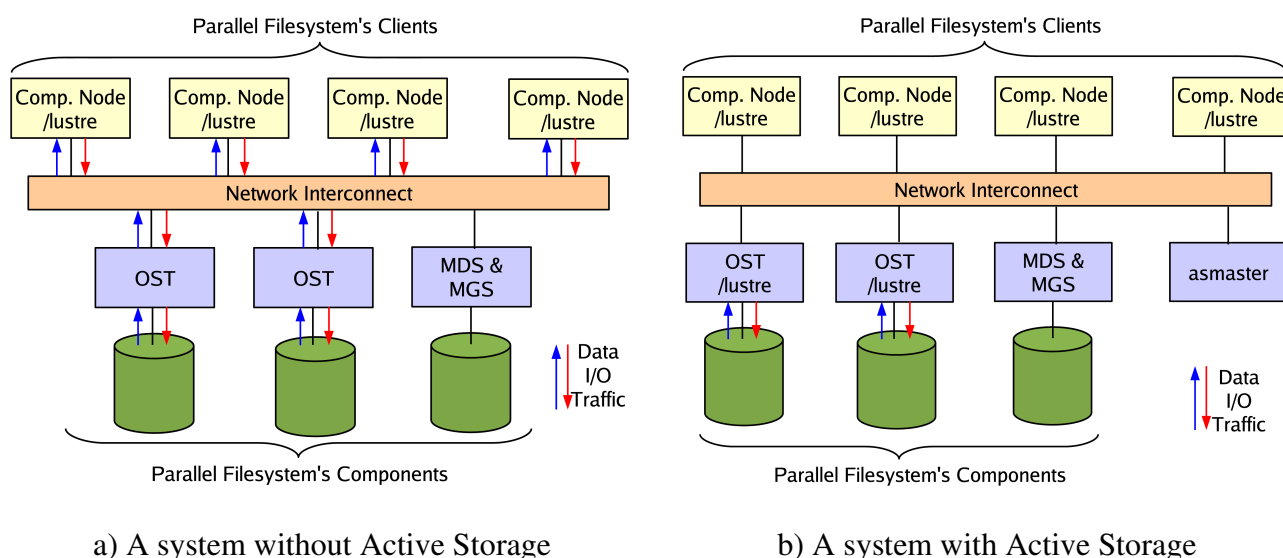 Parallel Filesystem's Clients
Comp. Node
/lustre
Comp. Node
/lustre
Comp. Node
/lustre
Comp. Node
/lustre
Network Interconnect
OST
OST
MDS &
MGS
Data
I/O
Traffic
Parallel Filesystem's Components
a) A system without Active Storage
Parallel Filesystem's Clients
Comp. Node
/lustre
Comp. Node
/lustre
Comp. Node
/lustre
Comp. Node
/lustre
Network Interconnect
OST
/lustre
OST
/lustre
MDS &
MGS
asmaster
Data
I/O
Traffic
Parallel Filesystem's Components
b) A system with Active Storage